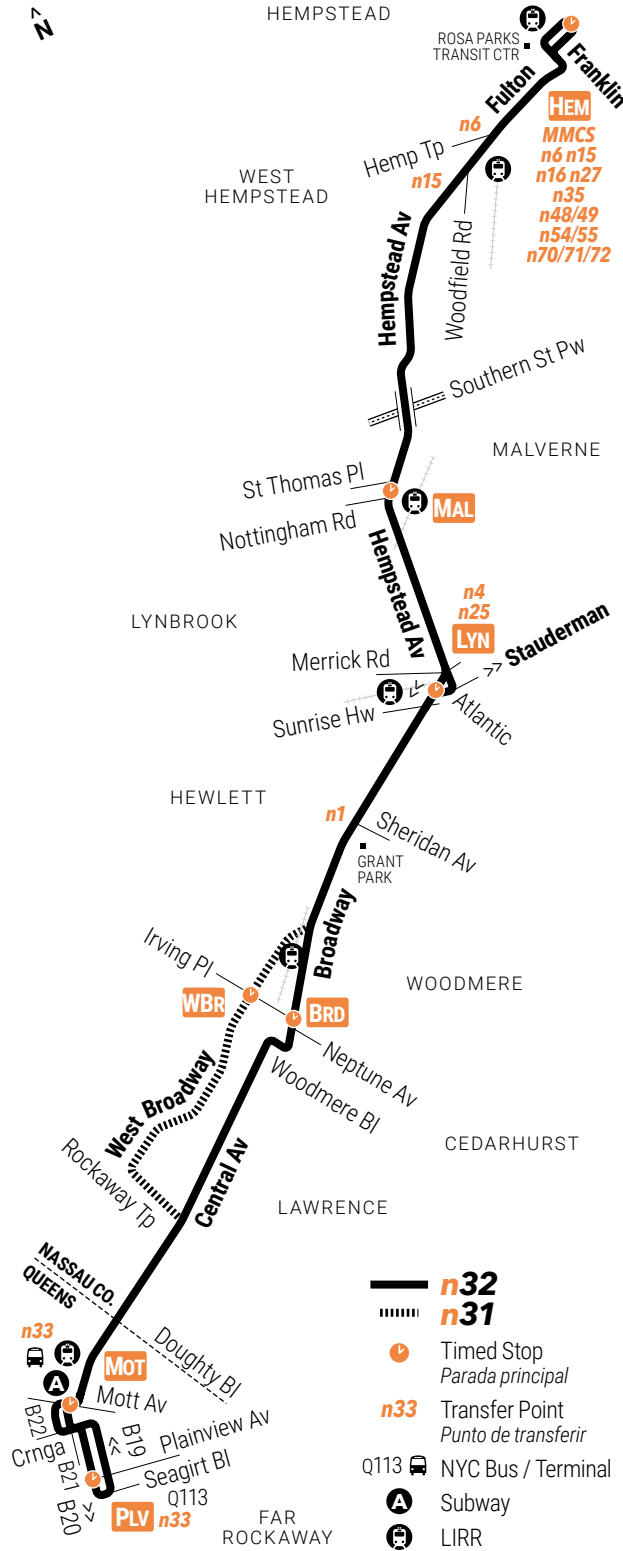 N
HEMPSTEAD
ROSA PARKS
TRANSIT CTR
Fulton
Franklin
HEM
MMCS
n6 n15
n16 n27
n35
n48/49
n54/55
n70/71/72
n6
Hemp Tp
n15
WEST
HEMPSTEAD
Hempstead Av
Woodfield Rd
Southern St Pw
MALVERNE
St Thomas Pl
Nottingham Rd
MAL
Hempstead Av
n4
n25
LYN
LYNBROOK
Stauderman
Merrick Rd
Sunrise Hw
Atlantic
HEWLETT
n1
Sheridan Av
GRANT
PARK
Broadway
Irving Pl
WOODMERE
WBR
BRD
Neptune Av
Woodmere Bl
West Broadway
CEDARHURST
Rockaway Tp
Central Av
LAWRENCE
NASSAU CO.
QUEENS
Doughty Bl
n33
MOT
A
Mott Av
B22
Crnga
B21
B20
B19
Plainview Av
Seagirt Bl
Q113
PLV
n33
FAR
ROCKAWAY
n32
n31
Timed Stop
Parada principal
n33 Transfer Point
Punto de transferir
Q113 NYC Bus / Terminal
A Subway
LIRR